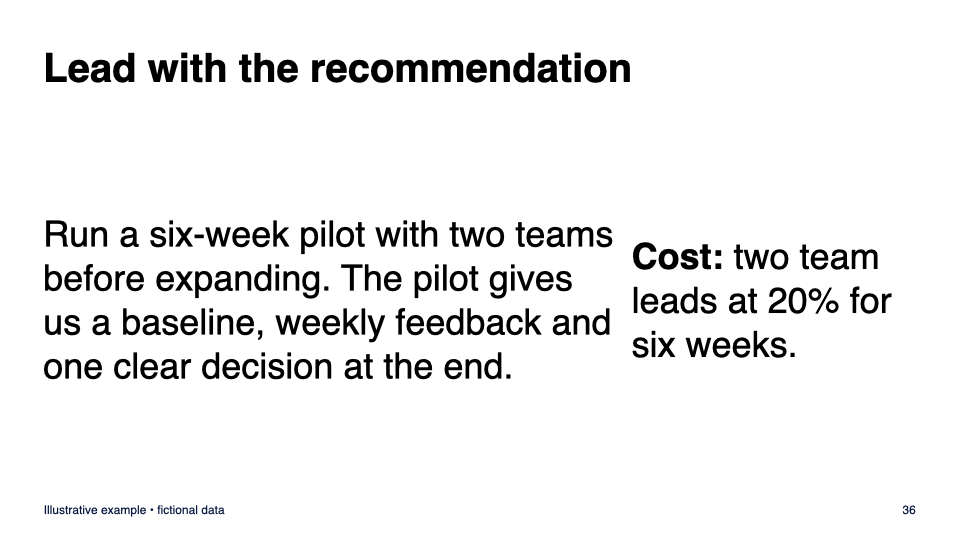 Lead with the recommendation
Run a six-week pilot with two teams
before expanding. The pilot gives
us a baseline, weekly feedback and
one clear decision at the end.
Cost: two team
leads at 20% for
six weeks.
Illustrative example • fictional data
36